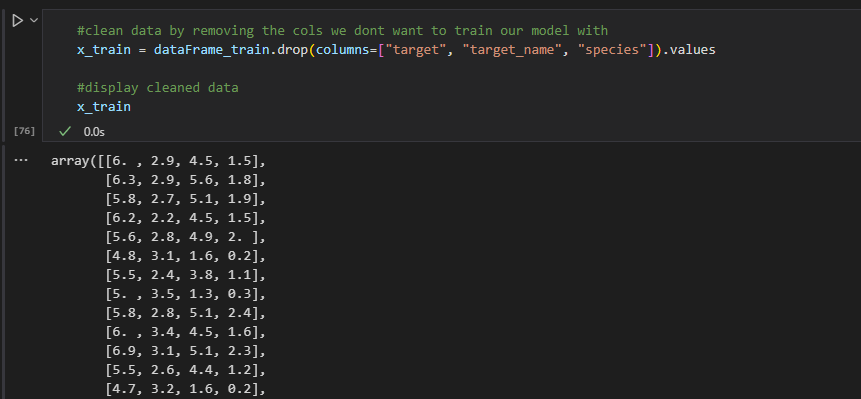 #clean data by removing the cols we dont want to train our model with
x_train = dataFrame_train.drop(columns=["target", "target_name", "species"]).values
#display cleaned data
x_train
[76]
0.0s
...
array([[6. , 2.9, 4.5, 1.5],
[6.3, 2.9, 5.6, 1.8],
[5.8, 2.7, 5.1, 1.9],
[6.2, 2.2, 4.5, 1.5],
[5.6, 2.8, 4.9, 2. ],
[4.8, 3.1, 1.6, 0.2],
[5.5, 2.4, 3.8, 1.1],
[5. , 3.5, 1.3, 0.3],
[5.8, 2.8, 5.1, 2.4],
[6. , 3.4, 4.5, 1.6],
[6.9, 3.1, 5.1, 2.3],
[5.5, 2.6, 4.4, 1.2],
[4.7, 3.2, 1.6, 0.2],